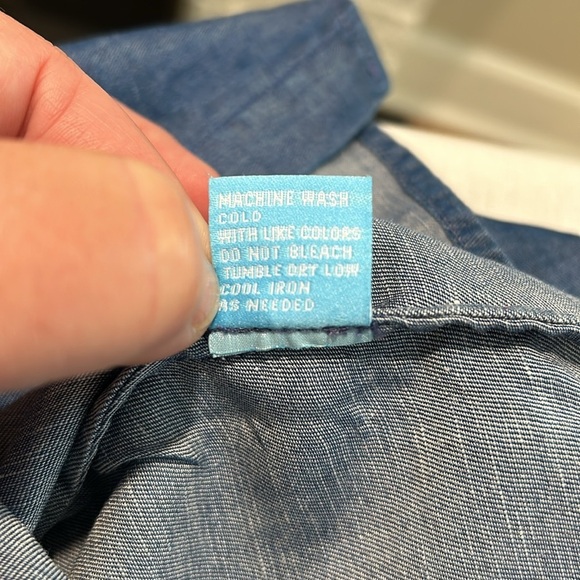 MACHINE WASH
COLD
WITH LIKE COLORS
DO NOT BLEACH
TUMBLE DRY LOW
COOL IRON
AS NEEDED